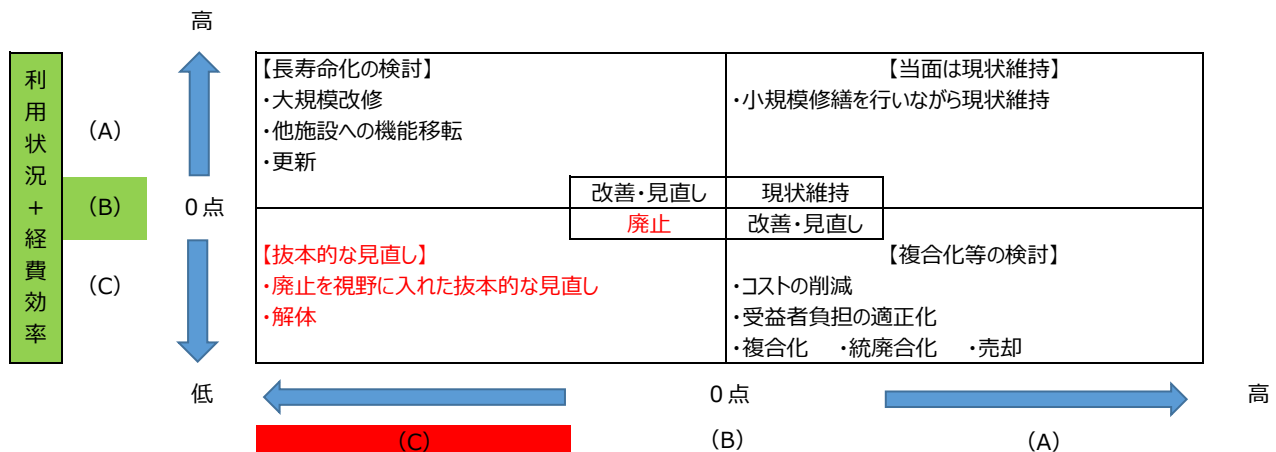 高
利用状況+経費効率
(A)
(B)
(C)
0点
低
【長寿命化の検討】
・大規模改修
・他施設への機能移転
・更新
【当面は現状維持】
・小規模修繕を行いながら現状維持
改善・見直し
現状維持
廃止
改善・見直し
【抜本的な見直し】
・廃止を視野に入れた抜本的な見直し
・解体
【複合化等の検討】
・コストの削減
・受益者負担の適正化
・複合化 ・統廃合化 ・売却
0点
高
(C)
(B)
(A)